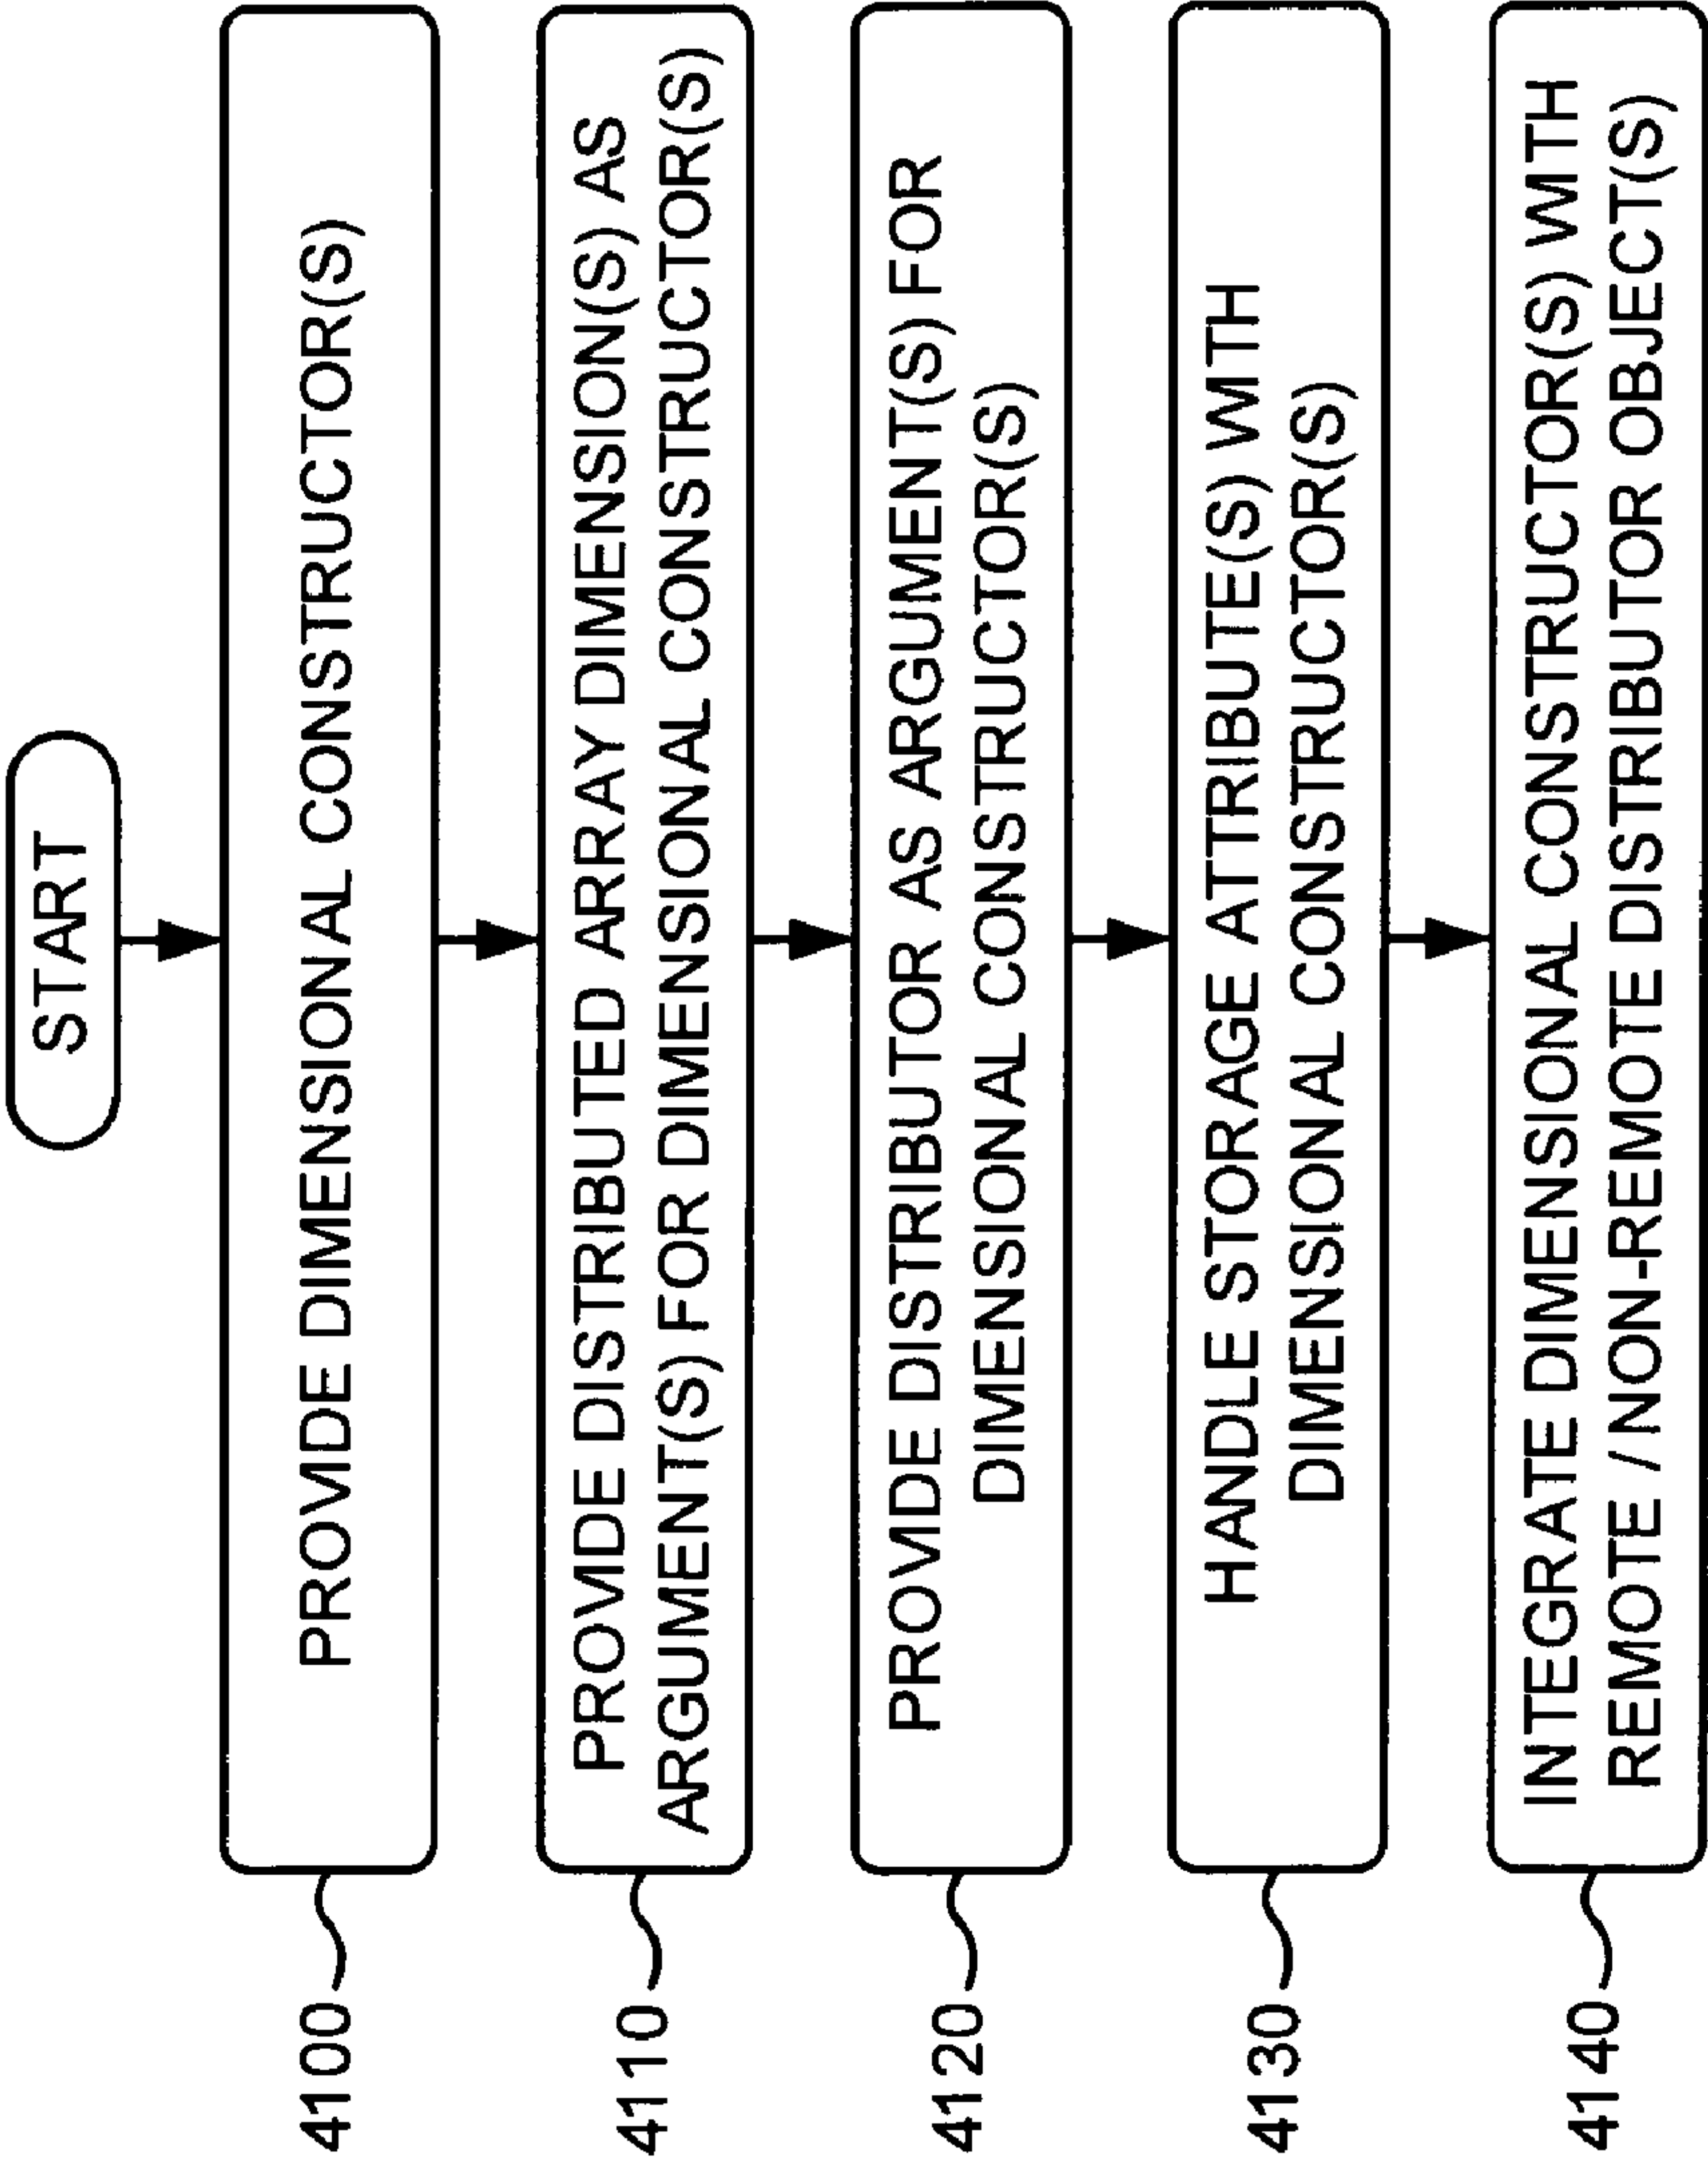 START
4100
PROVIDE DIMENSIONAL CONSTRUCTOR(S)
4110
PROVIDE DISTRIBUTED ARRAY DIMENSION(S) AS
ARGUMENT(S) FOR DIMENSIONAL CONSTRUCTOR(S)
4120
PROVIDE DISTRIBUTOR AS ARGUMENT(S) FOR
DIMENSIONAL CONSTRUCTOR(S)
4130
HANDLE STORAGE ATTRIBUTE(S) WITH
DIMENSIONAL CONSTRUCTOR(S)
4140
INTEGRATE DIMENSIONAL CONSTRUCTOR(S) WITH
REMOTE / NON-REMOTE DISTRIBUTOR OBJECT(S)